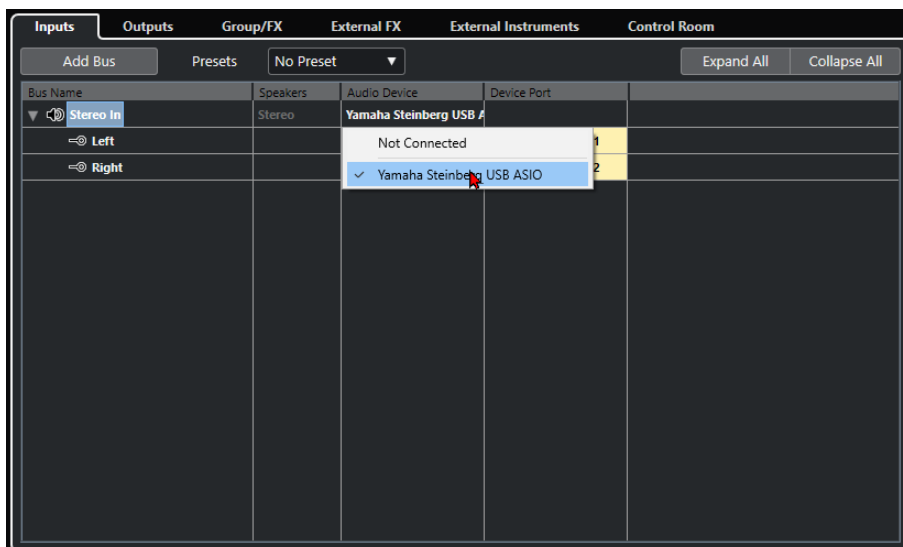 Inputs Outputs Group/FX External FX External Instruments Control Room
Add Bus Presets No Preset Expand All Collapse All
Bus Name Speakers Audio Device Device Port
Stereo In Stereo Yamaha Steinberg USB A
Left Not Connected 1
Right Yamaha Steinberg USB ASIO 2